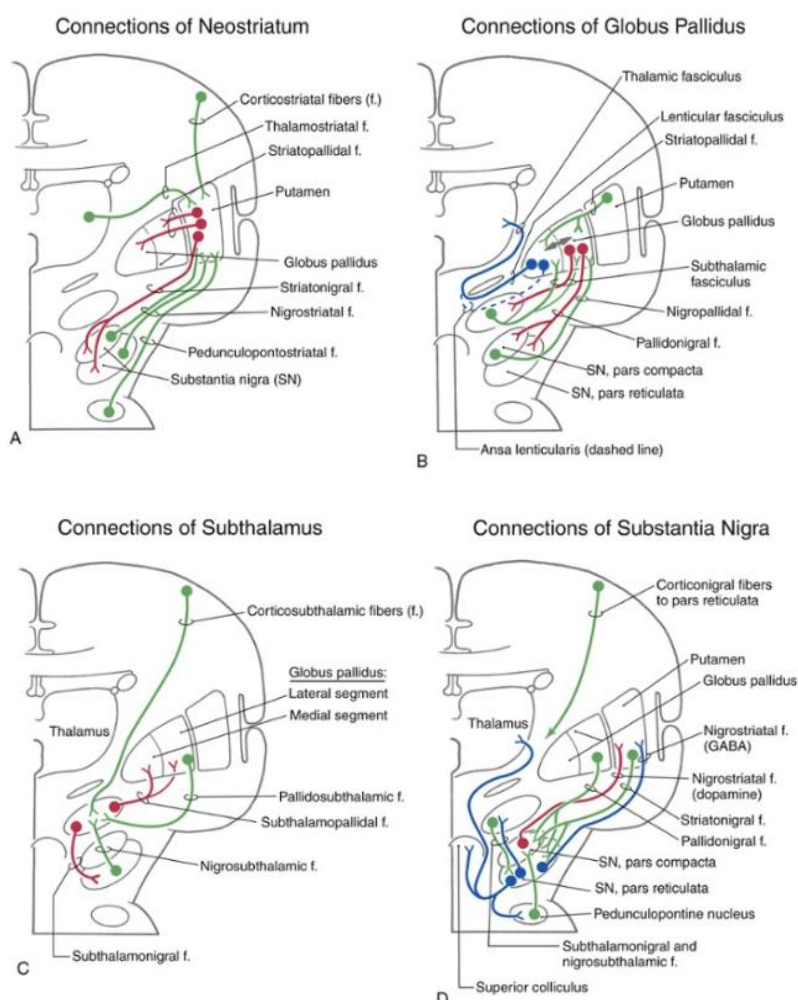 Connections of Neostriatum
Corticostriatal fibers (f.)
Thalamostriatal f.
Striatopallidal f.
Putamen
Globus pallidus
Striatonigral f.
Nigrostriatal f.
Pedunculopontostriatal f.
Substantia nigra (SN)
A
Connections of Globus Pallidus
Thalamic fasciculus
Lenticular fasciculus
Striatopallidal f.
Putamen
Globus pallidus
Subthalamic
fasciculus
Nigropallidal f.
Pallidonigral f.
SN, pars compacta
SN, pars reticulata
Ansa lenticularis (dashed line)
B
Connections of Subthalamus
Corticosubthalamic fibers (f.)
Globus pallidus:
Lateral segment
Medial segment
Thalamus
Pallidosubthalamic f.
Subthalamopallidal f.
Nigrosubthalamic f.
Subthalamonigral f.
C
Connections of Substantia Nigra
Corticonigral fibers
to pars reticulata
Putamen
Globus pallidus
Thalamus
Nigrostriatal f.
(GABA)
Nigrostriatal f.
(dopamine)
Striatonigral f.
Pallidonigral f.
SN, pars compacta
SN, pars reticulata
Pedunculopontine nucleus
Subthalamonigral and
nigrosubthalamic f.
Superior colliculus
D